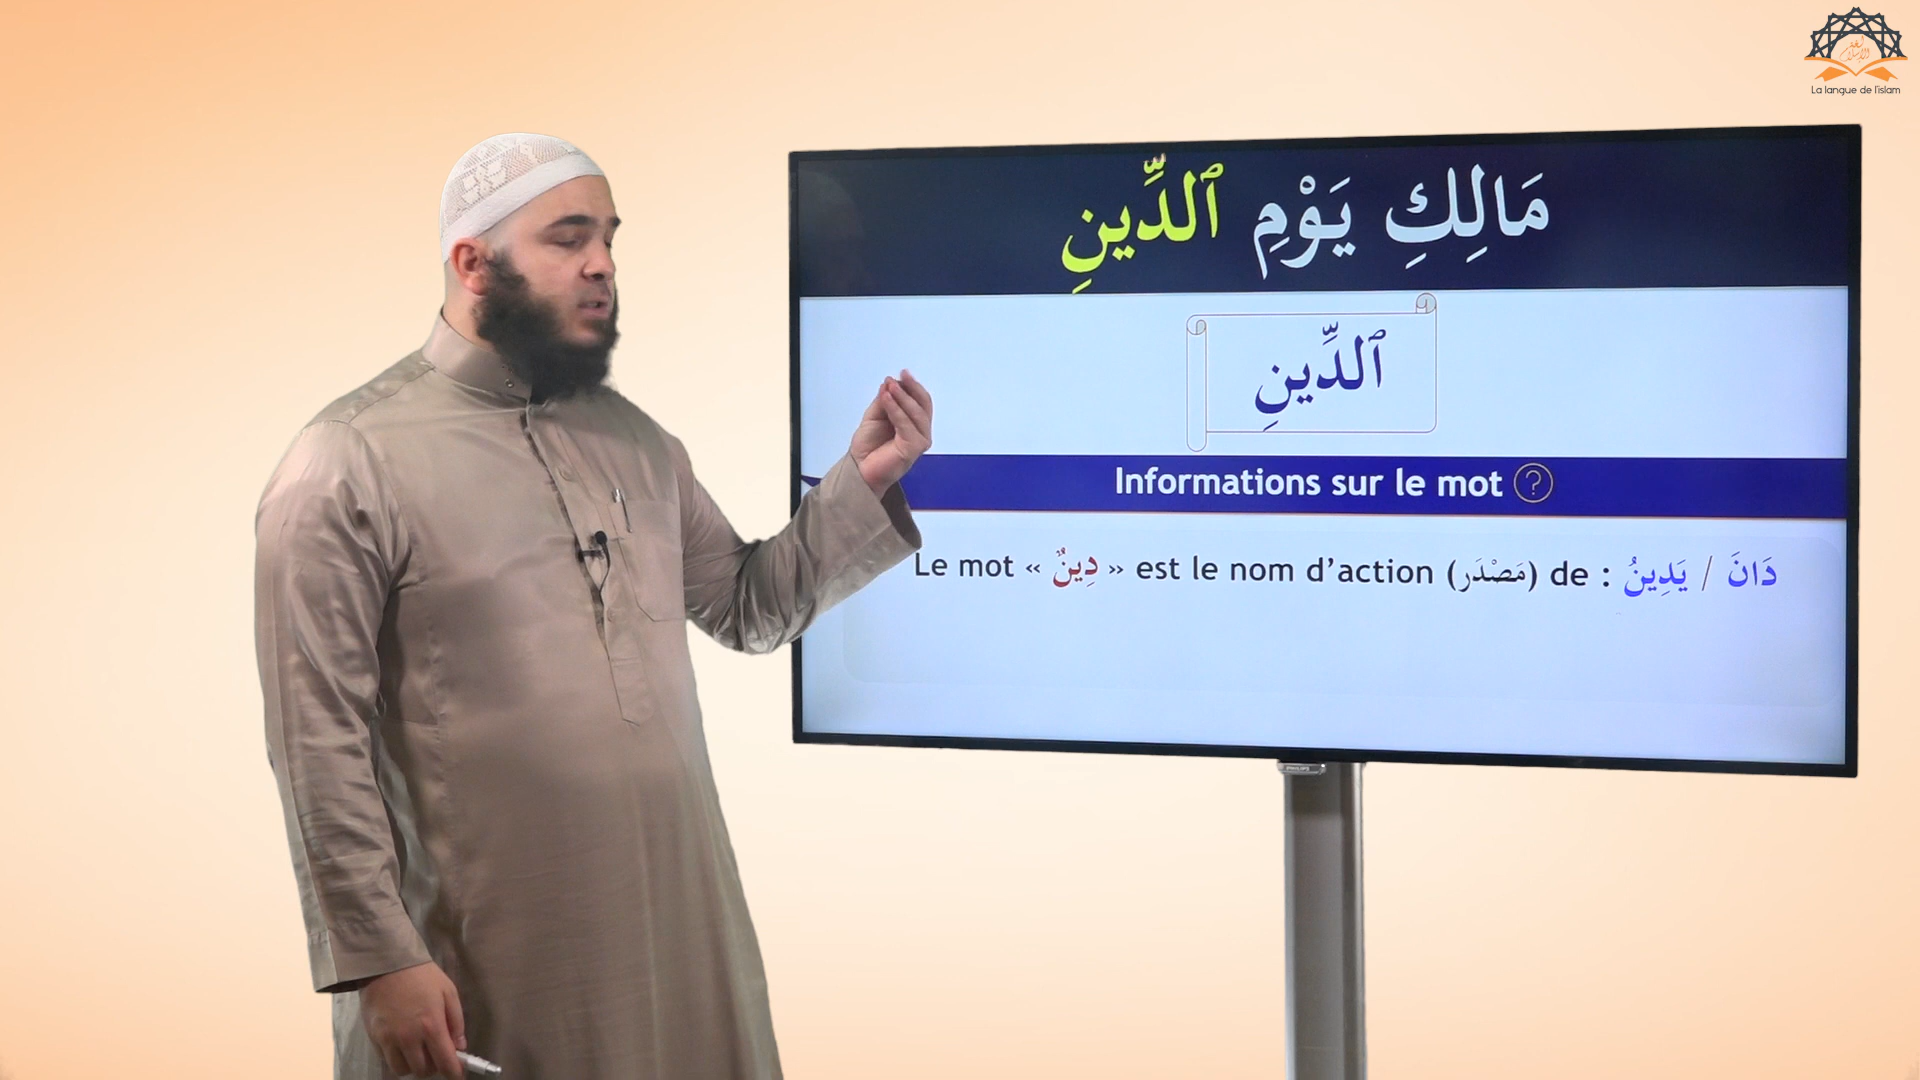 مَالِكِ يَوْمِ ٱلدِّينِ
ٱلدِّينِ
Informations sur le mot ?
Le mot « دِينٌ » est le nom d’action (مَصْدَر) de : دَانَ / يَدِينُ
La langue de l'islam
PHILIPS